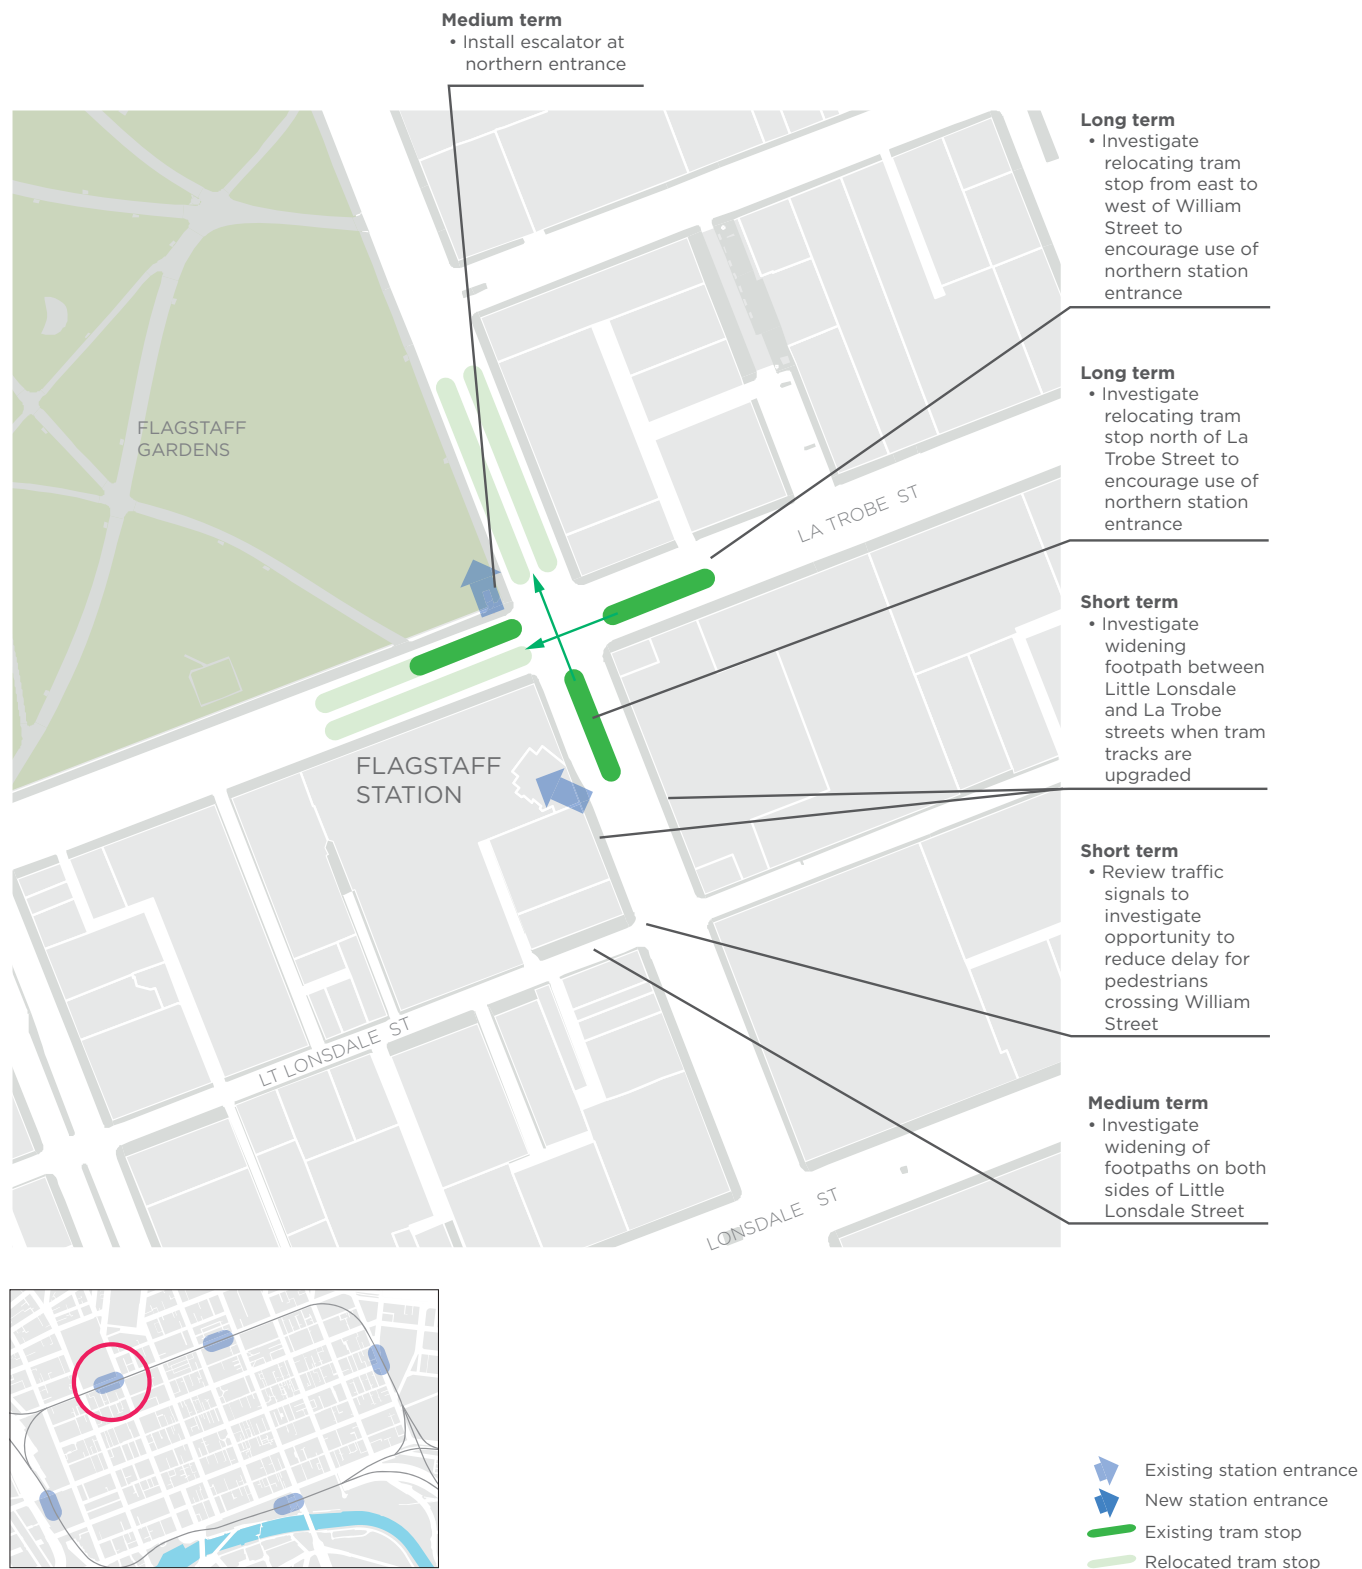 Medium term
• Install escalator at
northern entrance
Long term
• Investigate
relocating tram
stop from east to
west of William
Street to
encourage use of
northern station
entrance
Long term
• Investigate
relocating tram
stop north of La
Trobe Street to
encourage use of
northern station
entrance
FLAGSTAFF
GARDENS
LA TROBE ST
Short term
• Investigate
widening
footpath between
Little Lonsdale
and La Trobe
streets when tram
tracks are
upgraded
FLAGSTAFF
STATION
Short term
• Review traffic
signals to
investigate
opportunity to
reduce delay for
pedestrians
crossing William
Street
LT LONSDALE ST
Medium term
• Investigate
widening of
footpaths on both
sides of Little
Lonsdale Street
LONSDALE ST
Existing station entrance
New station entrance
Existing tram stop
Relocated tram stop